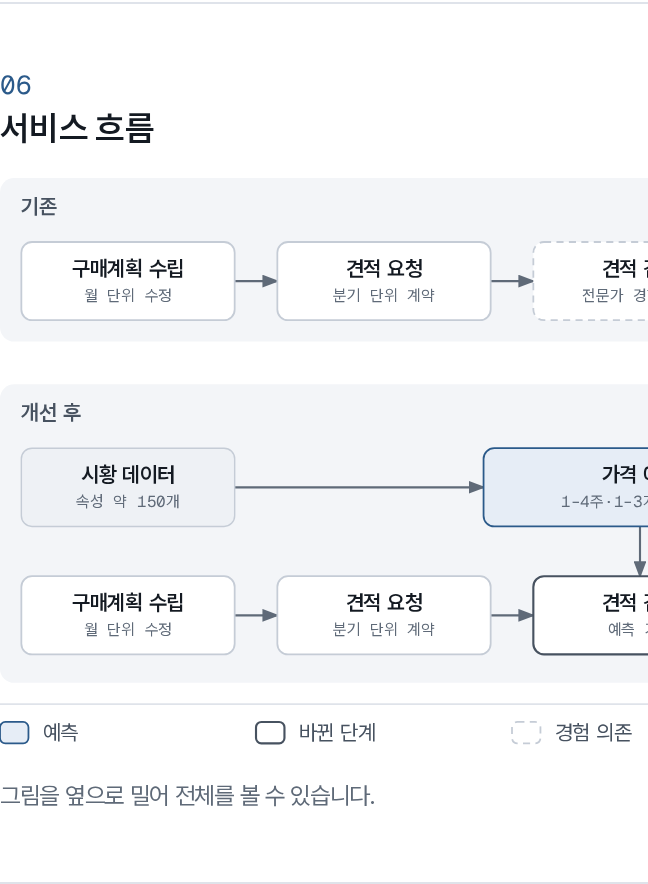 06
서비스 흐름
기존
구매계획 수립
월 단위 수정
견적 요청
분기 단위 계약
견적
전문가
개선 후
시황 데이터
속성 약 150개
가격
1-4주·1-3
구매계획 수립
월 단위 수정
견적 요청
분기 단위 계약
견적
예측
예측
바뀐 단계
경험 의존
그림을 옆으로 밀어 전체를 볼 수 있습니다.